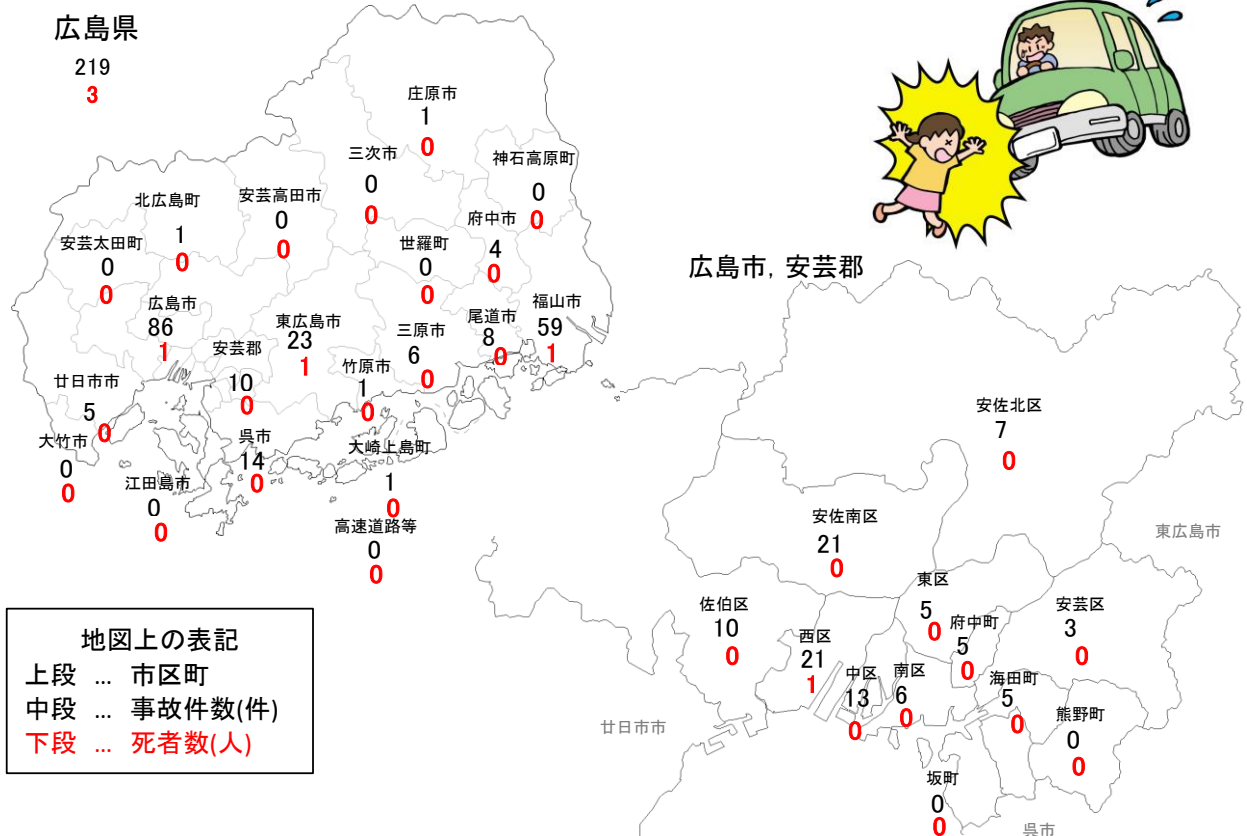 広島県
219
3
庄原市
1
0
三次市
0
0
神石高原町
0
0
北広島町
1
0
安芸高田市
0
0
府中市
4
0
安芸太田町
0
0
世羅町
0
0
広島市
86
1
東広島市
23
1
三原市
6
0
尾道市
8
0
福山市
59
1
安芸郡
10
0
竹原市
1
0
廿日市市
5
0
大竹市
0
0
呉市
14
0
大崎上島町
1
0
江田島市
0
0
高速道路等
0
0
地図上の表記
上段 … 市区町
中段 … 事故件数(件)
下段 … 死者数(人)
広島市, 安芸郡
安佐北区
7
0
安佐南区
21
0
東広島市
東区
5
0
府中町
5
0
安芸区
3
0
佐伯区
10
0
西区
21
1
中区
13
0
南区
6
0
海田町
5
0
熊野町
0
0
廿日市市
坂町
0
0
呉市